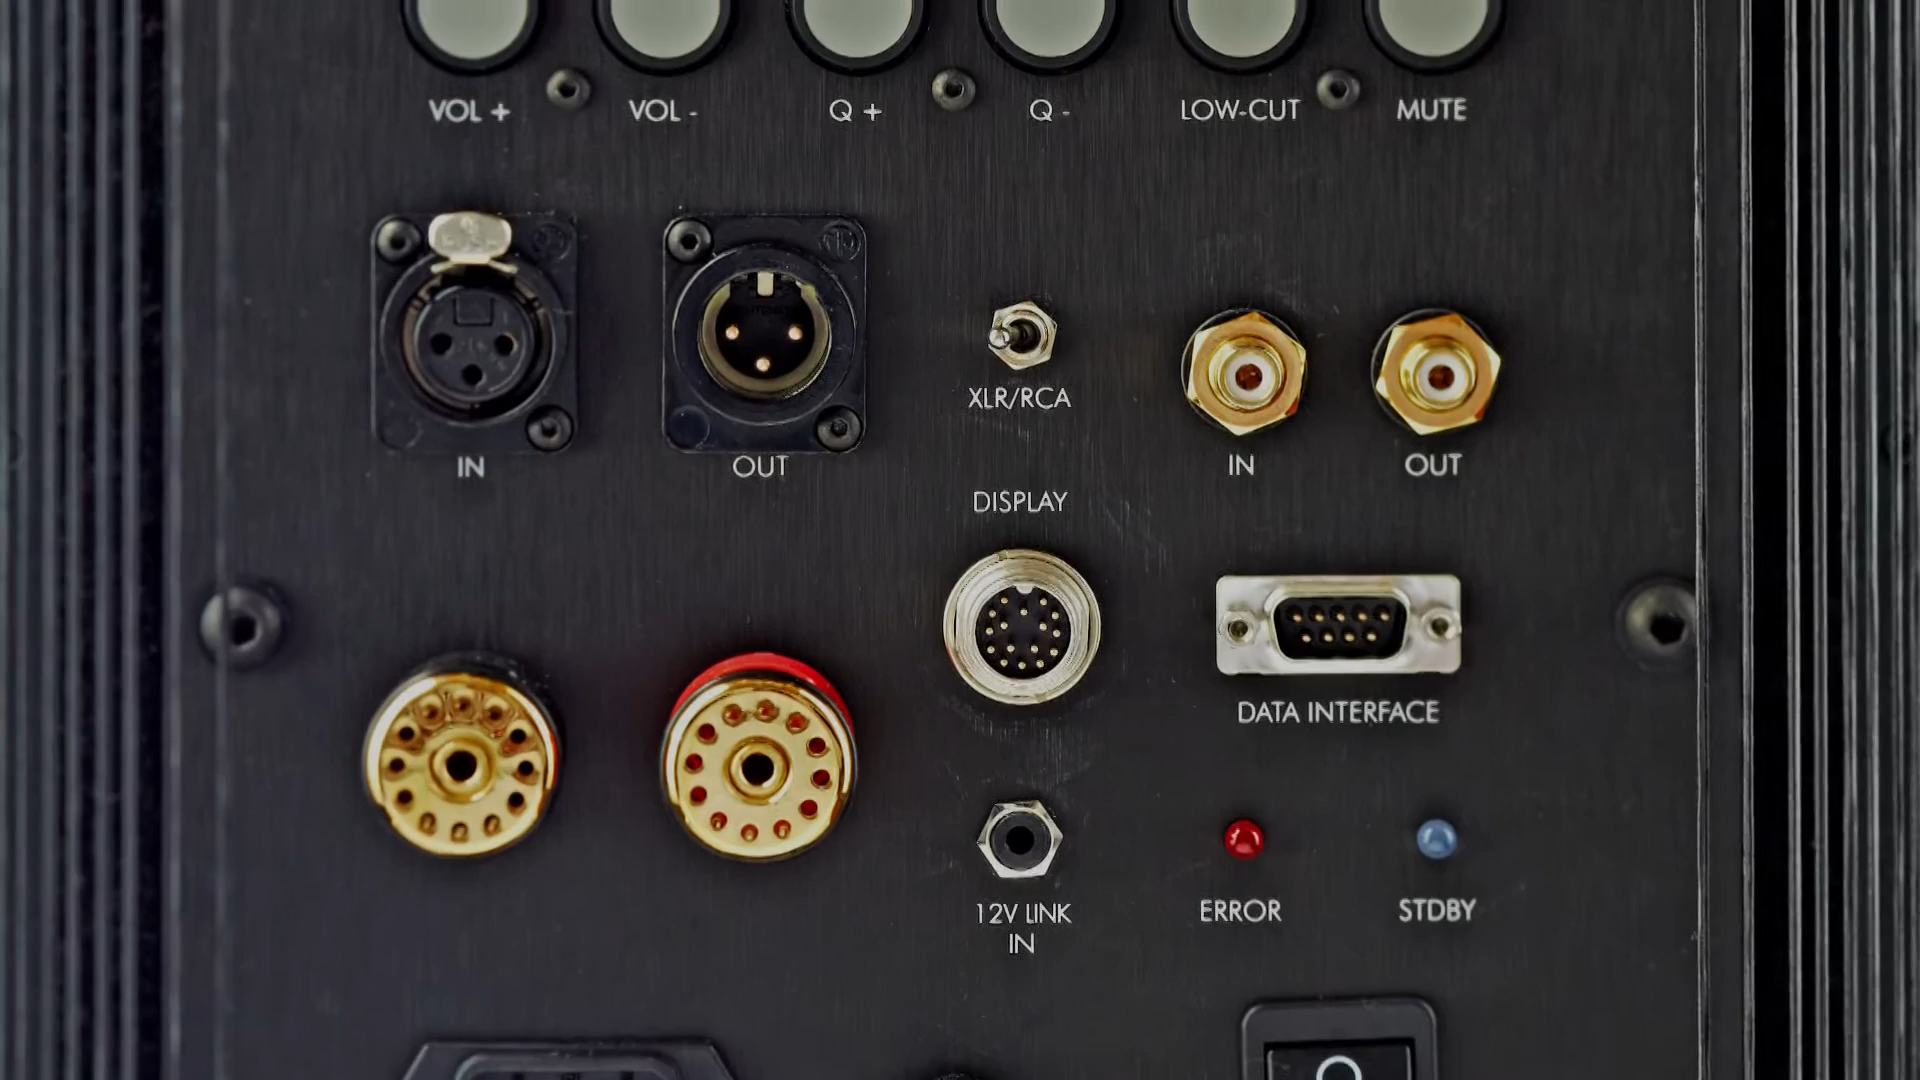 VOL + VOL - Q + Q - LOW-CUT MUTE
XLR/RCA
IN OUT IN OUT
DISPLAY
DATA INTERFACE
12V LINK
IN
ERROR STDBY